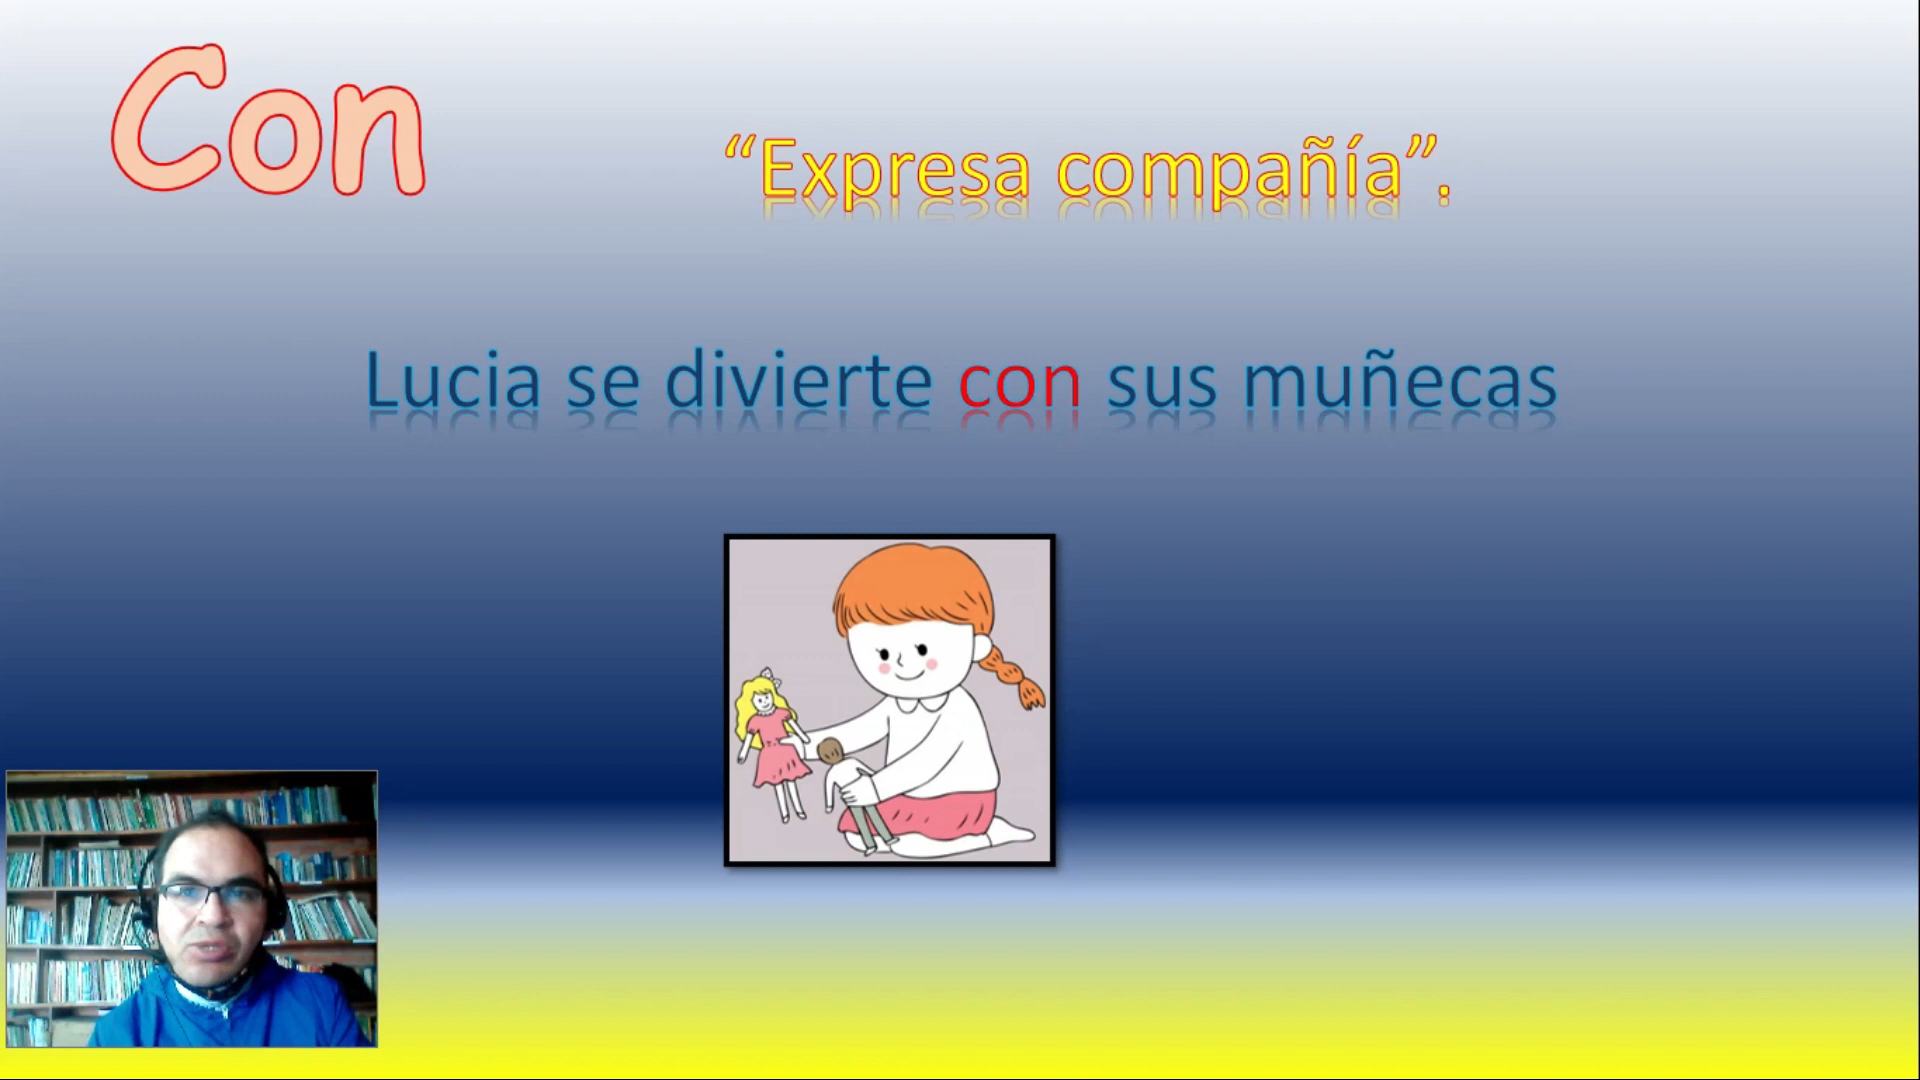 Con
“Expresa compañía”.
Lucia se divierte con sus muñecas